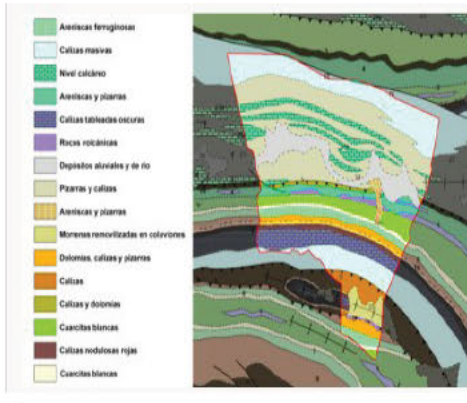 Areniscas ferruginosas
Calizas masivas
Nivel calcáreo
Areniscas y pizarras
Calizas tableadas oscuras
Rocas volcánicas
Depósitos aluviales y de río
Pizarras y calizas
Areniscas y pizarras
Morrenas removilizadas en coluviones
Dolomías, calizas y pizarras
Calizas
Calizas y dolomías
Cuarcitas blancas
Calizas nodulosas rojas
Cuarcitas blancas